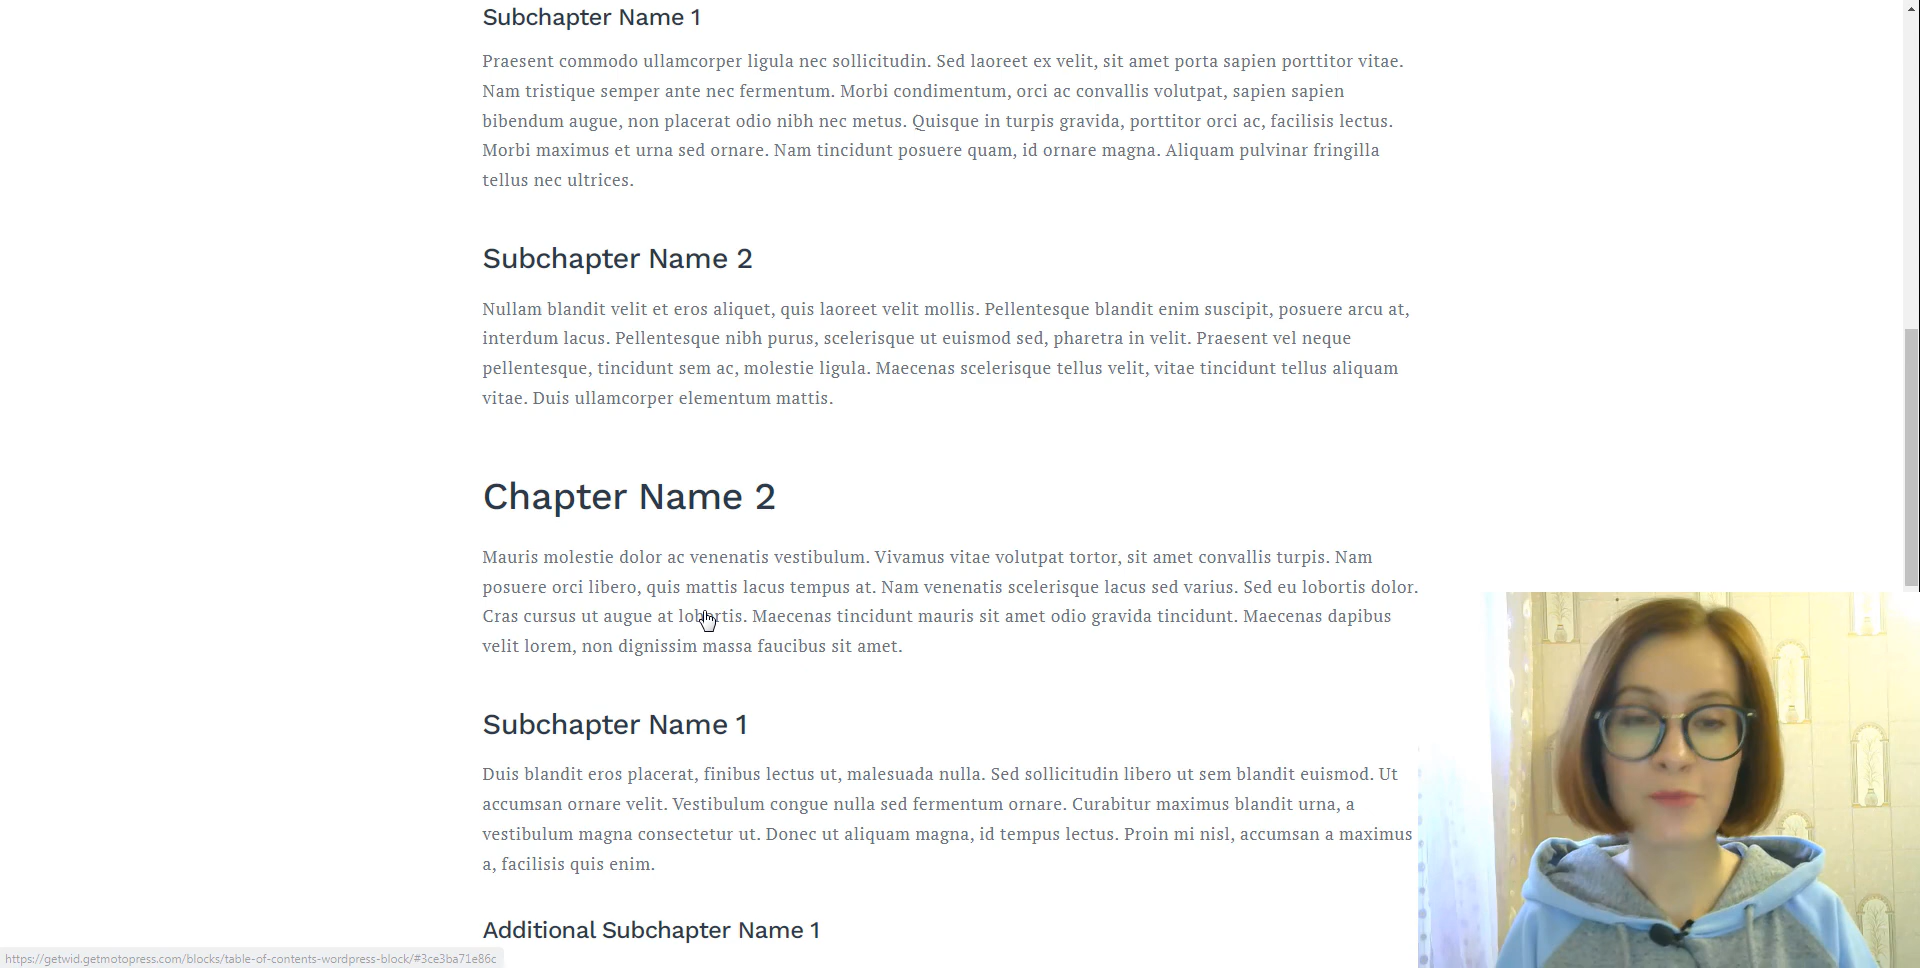 Subchapter Name 1
Praesent commodo ullamcorper ligula nec sollicitudin. Sed laoreet ex velit, sit amet porta sapien porttitor vitae.
Nam tristique semper ante nec fermentum. Morbi condimentum, orci ac convallis volutpat, sapien sapien
bibendum augue, non placerat odio nibh nec metus. Quisque in turpis gravida, porttitor orci ac, facilisis lectus.
Morbi maximus et urna sed ornare. Nam tincidunt posuere quam, id ornare magna. Aliquam pulvinar fringilla
tellus nec ultrices.
Subchapter Name 2
Nullam blandit velit et eros aliquet, quis laoreet velit mollis. Pellentesque blandit enim suscipit, posuere arcu at,
interdum lacus. Pellentesque nibh purus, scelerisque ut euismod sed, pharetra in velit. Praesent vel neque
pellentesque, tincidunt sem ac, molestie ligula. Maecenas scelerisque tellus velit, vitae tincidunt tellus aliquam
vitae. Duis ullamcorper elementum mattis.
Chapter Name 2
Mauris molestie dolor ac venenatis vestibulum. Vivamus vitae volutpat tortor, sit amet convallis turpis. Nam
posuere orci libero, quis mattis lacus tempus at. Nam venenatis scelerisque lacus sed varius. Sed eu lobortis dolor.
Cras cursus ut augue at lobortis. Maecenas tincidunt mauris sit amet odio gravida tincidunt. Maecenas dapibus
velit lorem, non dignissim massa faucibus sit amet.
Subchapter Name 1
Duis blandit eros placerat, finibus lectus ut, malesuada nulla. Sed sollicitudin libero ut sem blandit euismod. Ut
accumsan ornare velit. Vestibulum congue nulla sed fermentum ornare. Curabitur maximus blandit urna, a
vestibulum magna consectetur ut. Donec ut aliquam magna, id tempus lectus. Proin mi nisl, accumsan a maximus
a, facilisis quis enim.
Additional Subchapter Name 1
https://getwid.getmotopress.com/blocks/table-of-contents-wordpress-block/#3ce3ba71e86c